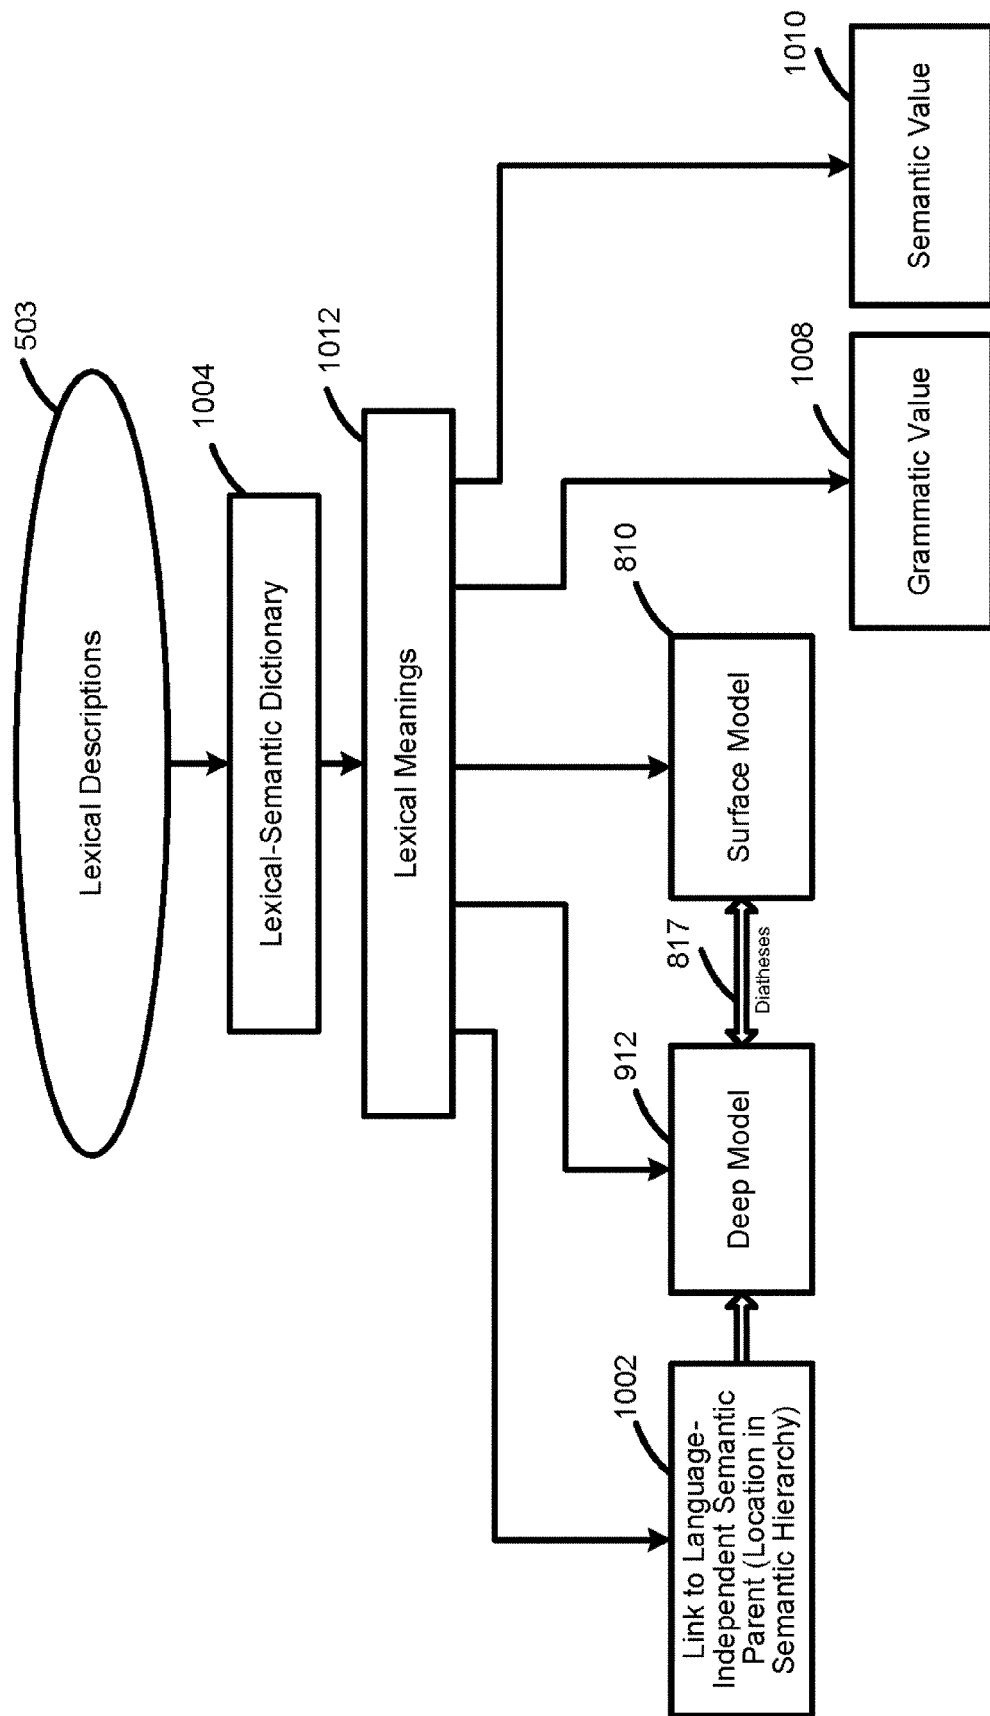 Lexical Descriptions
503
Lexical-Semantic Dictionary
1004
Lexical Meanings
1012
Link to Language-
Independent Semantic
Parent (Location in
Semantic Hierarchy)
1002
Deep Model
912
817
Diatheses
Surface Model
810
Grammatic Value
1008
Semantic Value
1010